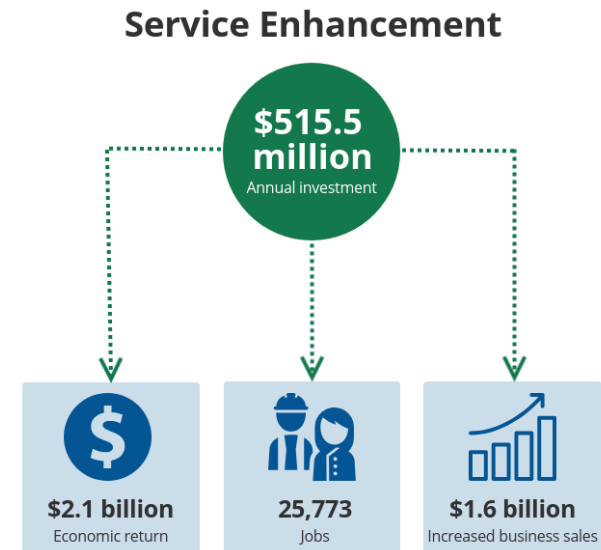 Service Enhancement
$515.5
million
Annual investment
$2.1 billion
Economic return
25,773
Jobs
$1.6 billion
Increased business sales